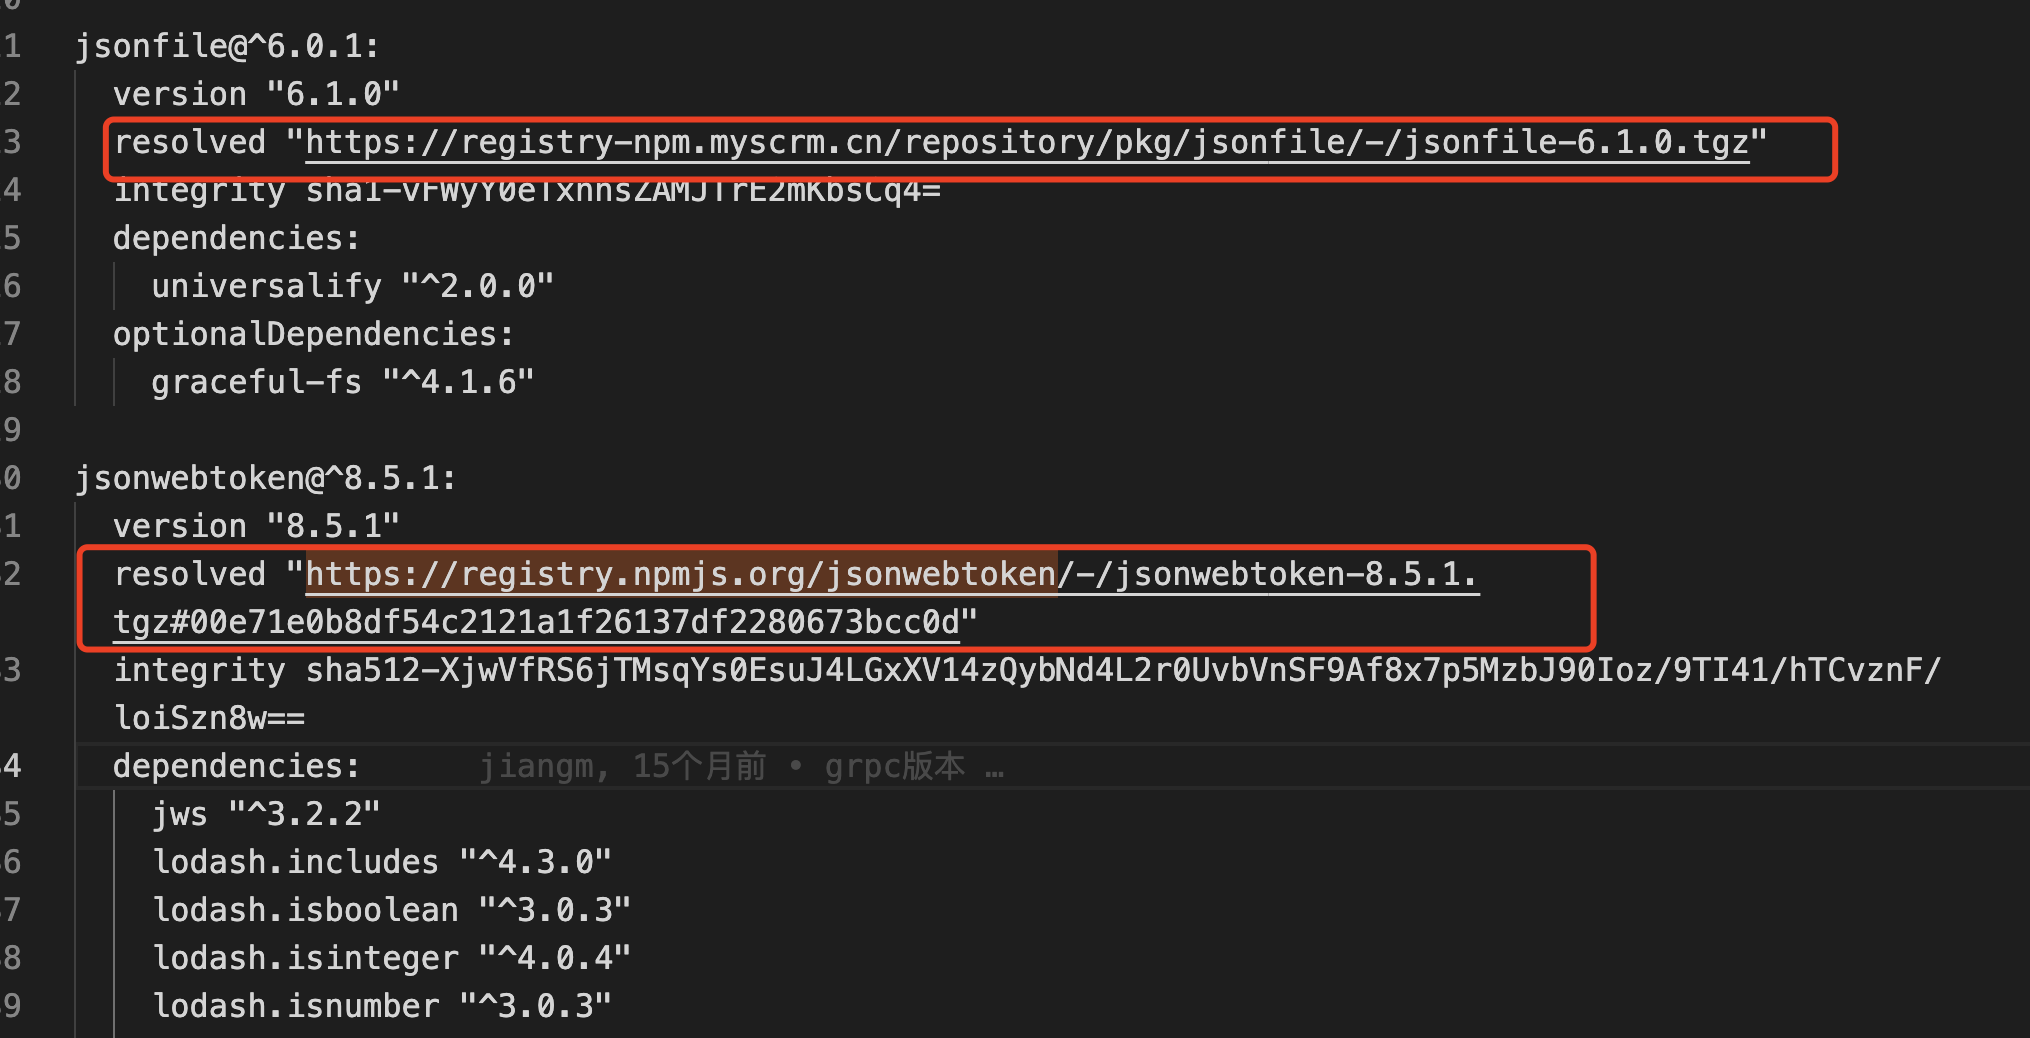 1 jsonfile@^6.0.1:
2 version "6.1.0"
3 resolved "https://registry-npm.myscrm.cn/repository/pkg/jsonfile/-/jsonfile-6.1.0.tgz"
4 integrity sha1-vFWyY0eTxnnsZAMJTrE2mKbsCq4=
5 dependencies:
6 universalify "^2.0.0"
7 optionalDependencies:
8 graceful-fs "^4.1.6"
9
0 jsonwebtoken@^8.5.1:
1 version "8.5.1"
2 resolved "https://registry.npmjs.org/jsonwebtoken/-/jsonwebtoken-8.5.1.
tgz#00e71e0b8df54c2121a1f26137df2280673bcc0d"
3 integrity sha512-XjwVfRS6jTMsqYs0EsuJ4LGxXV14zQybNd4L2r0UvbVnSF9Af8x7p5MzbJ90Ioz/9TI41/hTCvznF/
loiSzn8w==
4 dependencies: jiangm, 15个月前 • grpc版本 …
5 jws "^3.2.2"
6 lodash.includes "^4.3.0"
7 lodash.isboolean "^3.0.3"
8 lodash.isinteger "^4.0.4"
9 lodash.isnumber "^3.0.3"